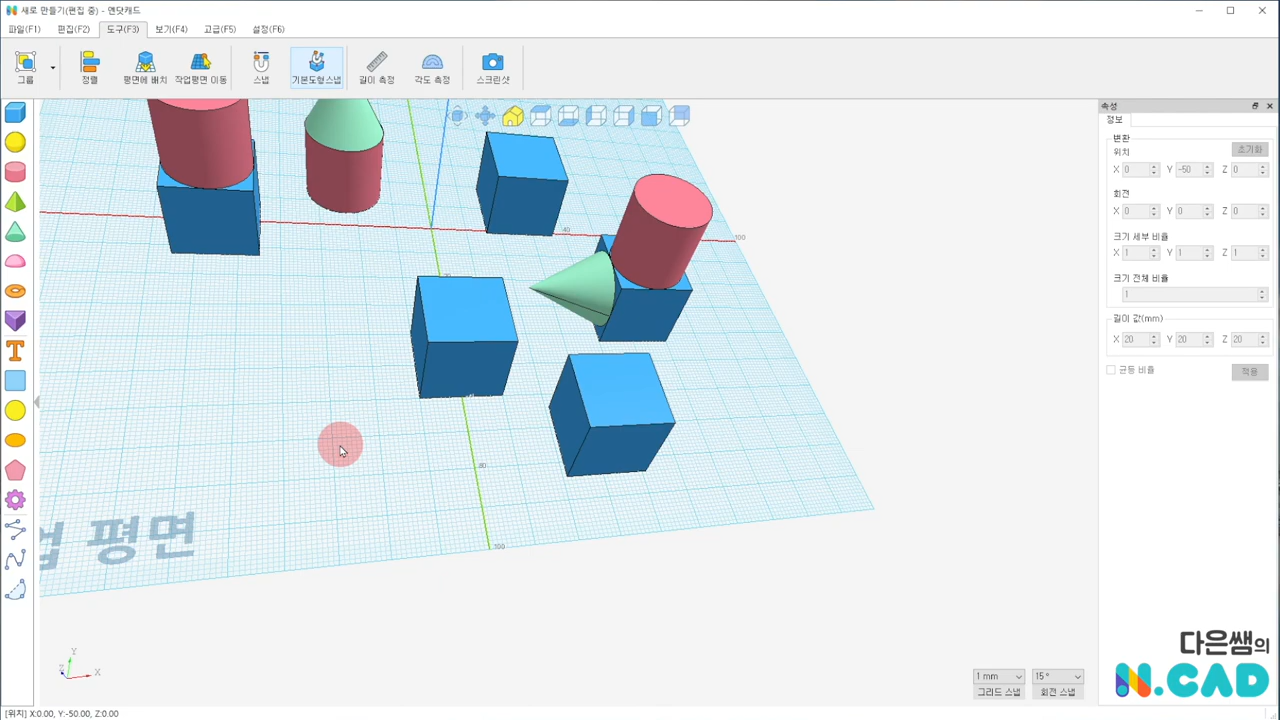 새로 만들기(편집 중) - 엔닷캐드
파일(F1) 편집(F2) 도구(F3) 보기(F4) 고급(F5) 설정(F6)
그룹 정렬 평면에 배치 작업평면 이동 스냅 기본도형스냅 길이 측정 각도 측정 스크린샷
속성
정보
변환
위치 초기화
X 0 Y -50 Z 0
회전
X 0 Y 0 Z 0
크기 세부 비율
X 1 Y 1 Z 1
크기 전체 비율
1
길이 값(mm)
X 20 Y 20 Z 20
균등 비율 적용
40
100
80
100
업 평면
Y
Z
X
다은쌤의
N.CAD
1 mm 15°
그리드 스냅 회전 스냅
[위치] X:0.00, Y:-50.00, Z:0.00